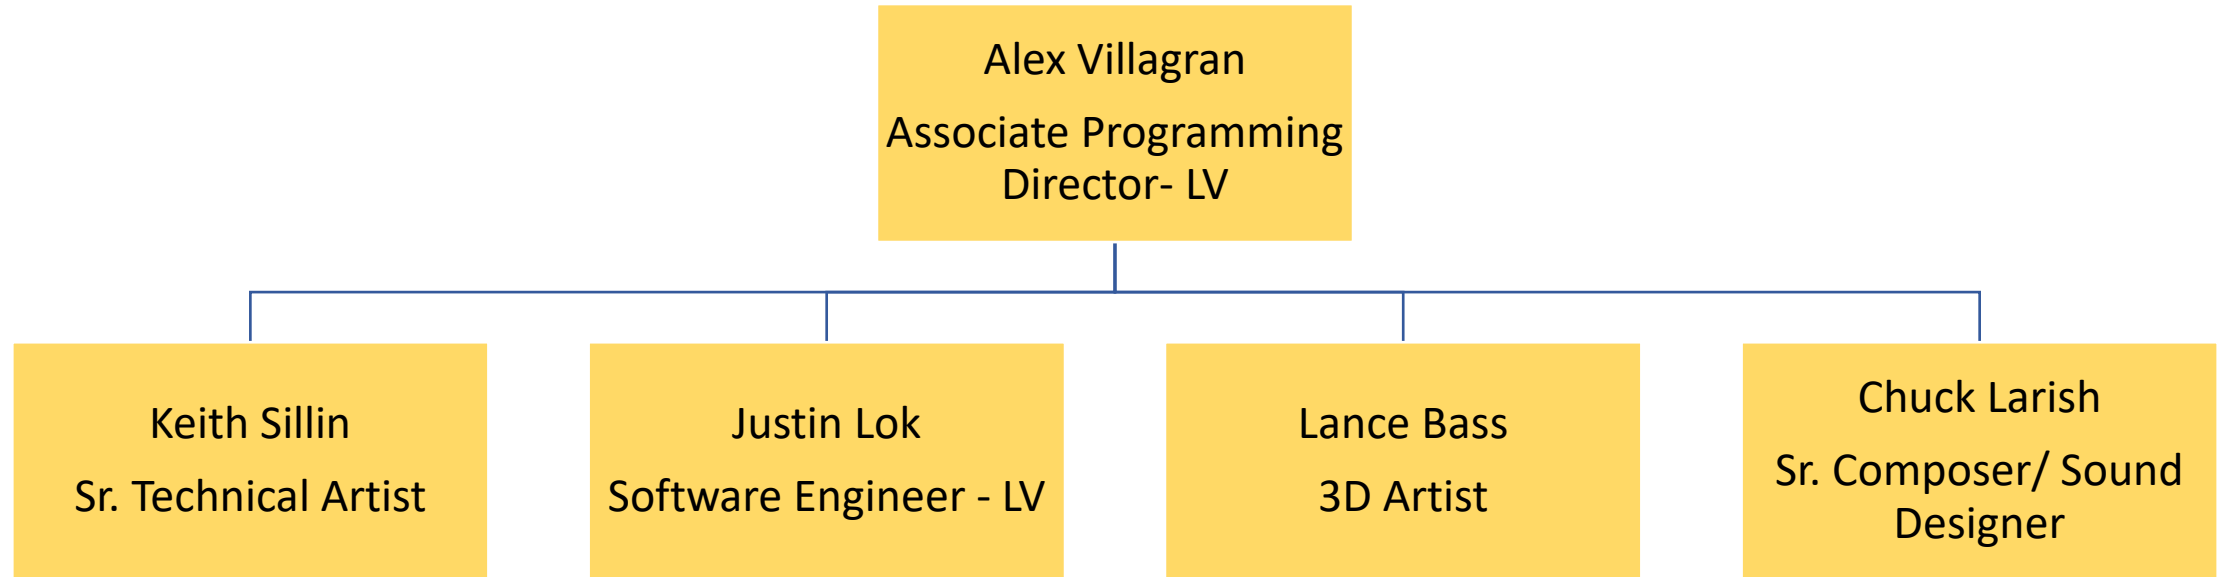 Alex Villagran
Associate Programming
Director- LV
Keith Sillin
Sr. Technical Artist
Justin Lok
Software Engineer - LV
Lance Bass
3D Artist
Chuck Larish
Sr. Composer/ Sound
Designer